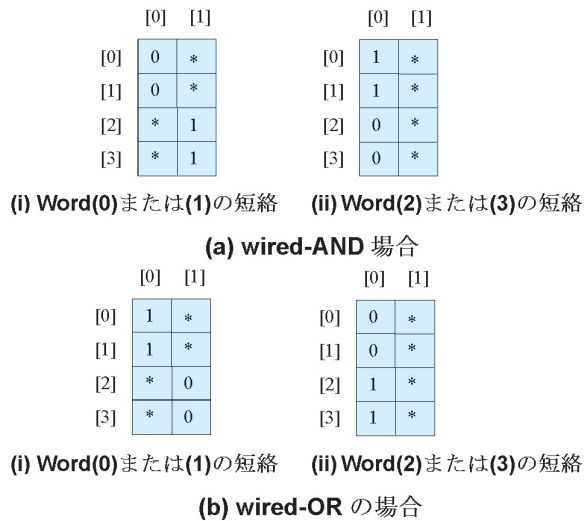 [0] [1] [0] [1]
[0] 0 * [0] 1 *
[1] 0 * [1] 1 *
[2] * 1 [2] 0 *
[3] * 1 [3] 0 *
(i) Word(0)または(1)の短絡 (ii) Word(2)または(3)の短絡
(a) wired-AND 場合
[0] [1] [0] [1]
[0] 1 * [0] 0 *
[1] 1 * [1] 0 *
[2] * 0 [2] 1 *
[3] * 0 [3] 1 *
(i) Word(0)または(1)の短絡 (ii) Word(2)または(3)の短絡
(b) wired-OR の場合